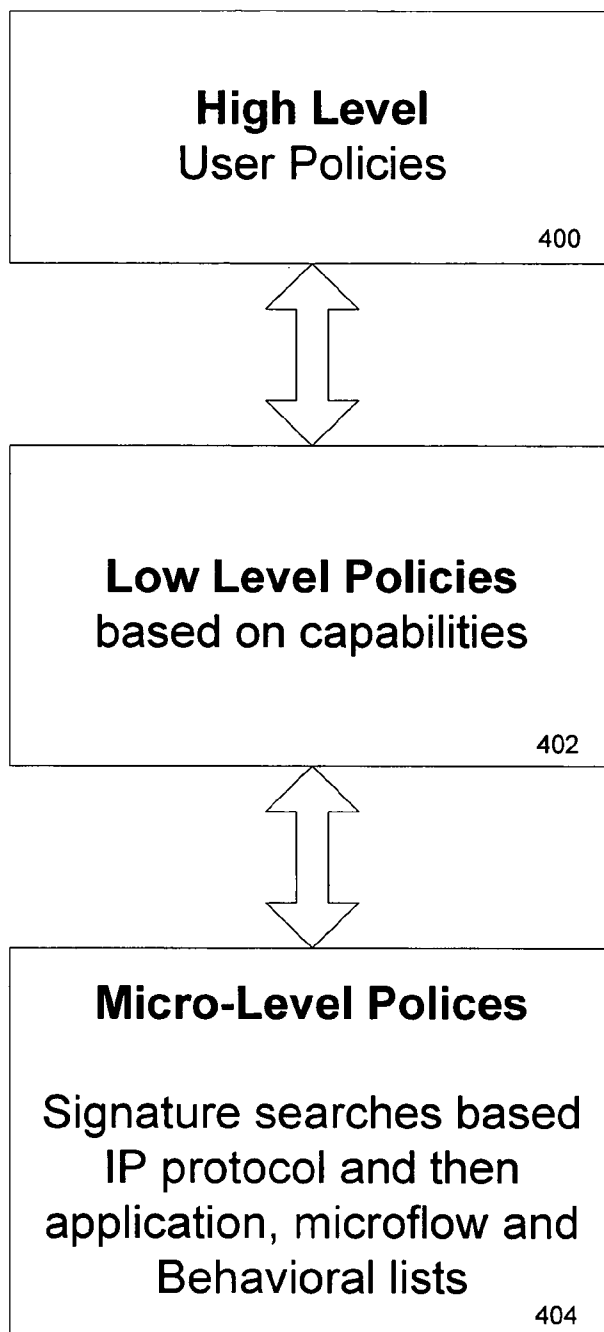 High Level
User Policies
400
Low Level Policies
based on capabilities
402
Micro-Level Polices
Signature searches based
IP protocol and then
application, microflow and
Behavioral lists
404